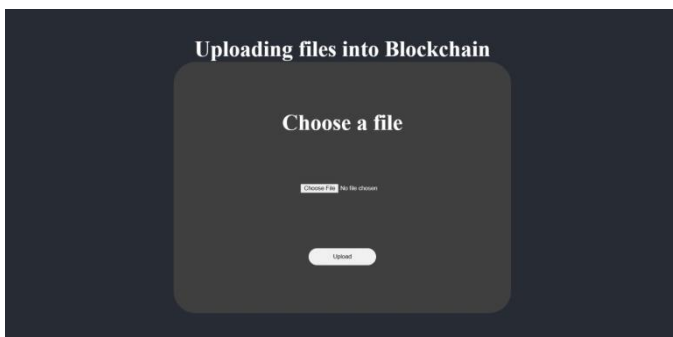 Uploading files into Blockchain
Choose a file
Choose File No file chosen
Upload